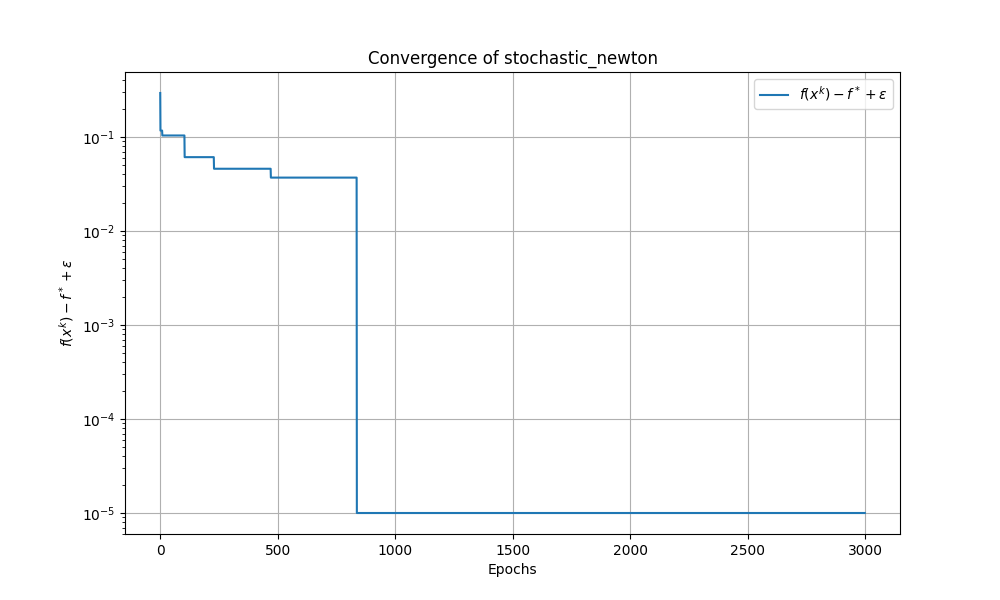 Convergence of stochastic_newton
f(x^k) − f* + ε
10⁻¹
10⁻²
10⁻³
10⁻⁴
10⁻⁵
f(x^k) − f* + ε
0 500 1000 1500 2000 2500 3000
Epochs